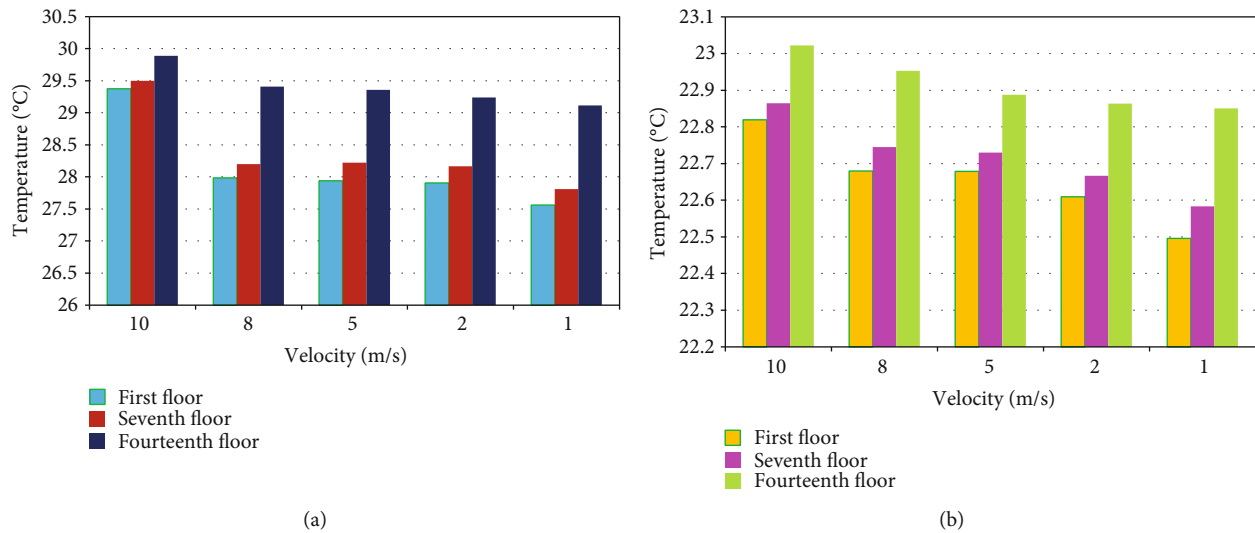 30.5
30
29.5
29
28.5
28
27.5
27
26.5
26
Temperature (°C)
10 8 5 2 1
Velocity (m/s)
First floor
Seventh floor
Fourteenth floor
(a)
23.1
23
22.9
22.8
22.7
22.6
22.5
22.4
22.3
22.2
Temperature (°C)
10 8 5 2 1
Velocity (m/s)
First floor
Seventh floor
Fourteenth floor
(b)